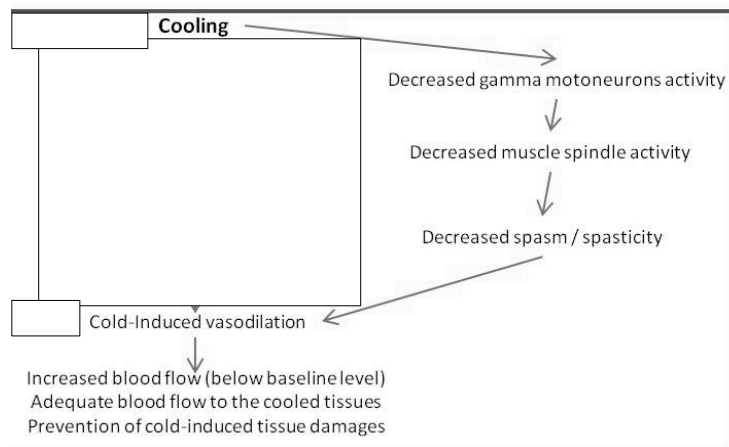 Cooling
Decreased gamma motoneurons activity
Decreased muscle spindle activity
Decreased spasm / spasticity
Cold-Induced vasodilation
Increased blood flow (below baseline level)
Adequate blood flow to the cooled tissues
Prevention of cold-induced tissue damages